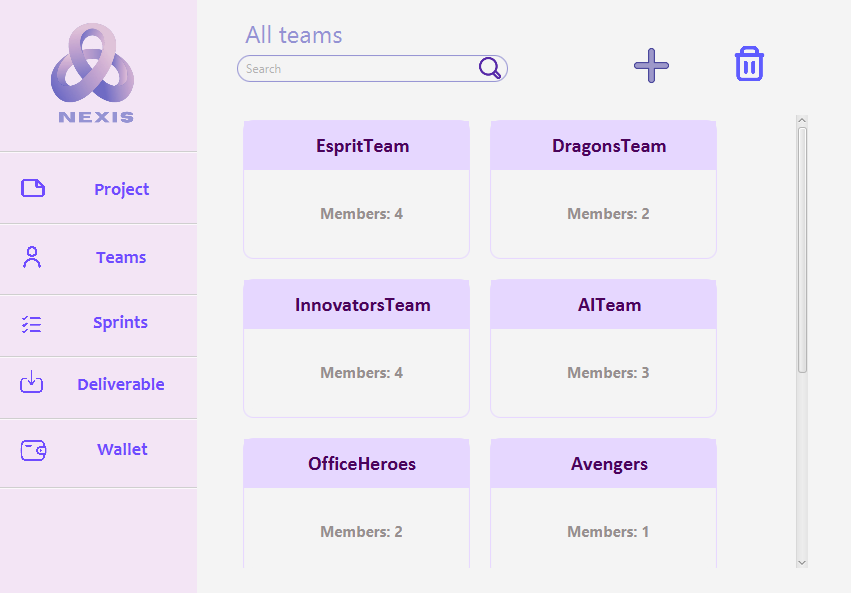 NEXIS
Project
Teams
Sprints
Deliverable
Wallet
All teams
Search
EspritTeam
Members: 4
DragonsTeam
Members: 2
InnovatorsTeam
Members: 4
AITeam
Members: 3
OfficeHeroes
Members: 2
Avengers
Members: 1